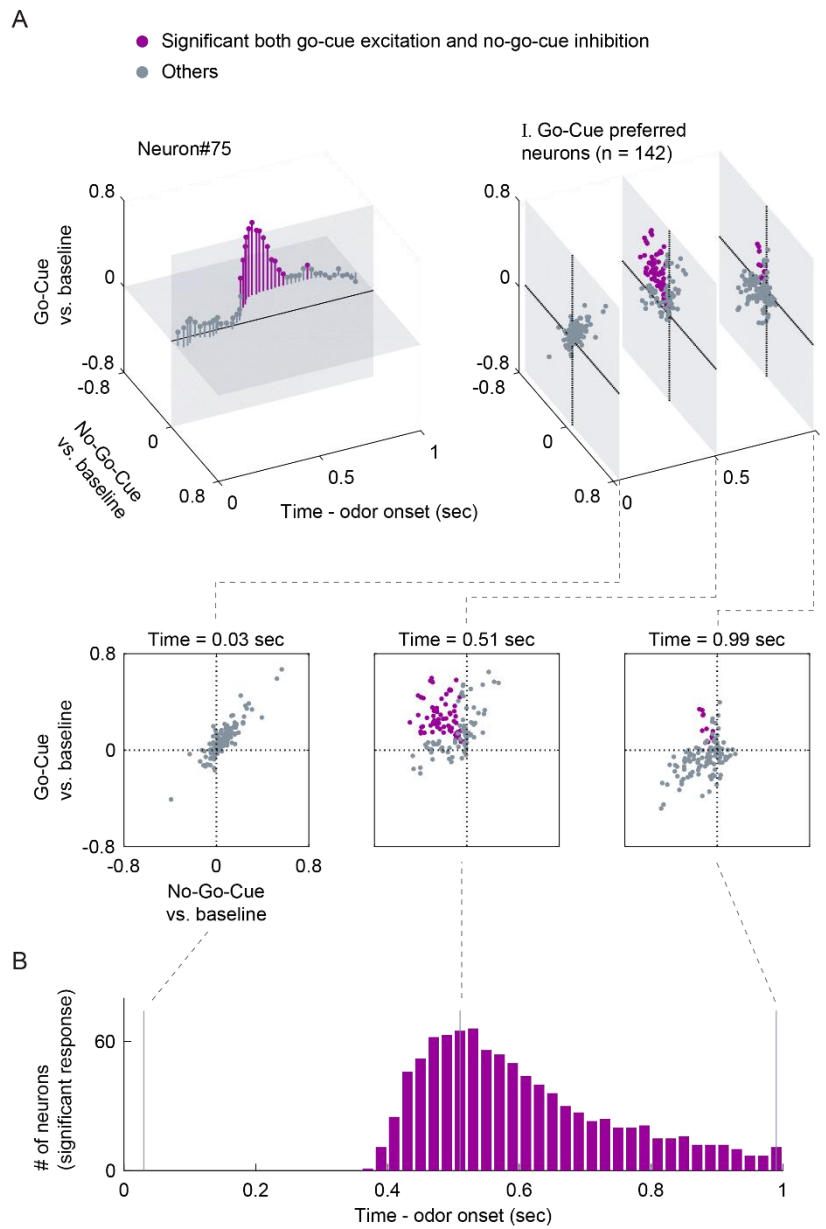 A
Significant both go-cue excitation and no-go-cue inhibition
Others
Neuron#75
I. Go-Cue preferred
neurons (n = 142)
0.8
0
-0.8
Go-Cue
vs. baseline
-0.8
0
0.8
No-Go-Cue
vs. baseline
0
0.5
1
Time - odor onset (sec)
0.8
0
-0.8
-0.8
0
0.8
0
0.5
Time = 0.03 sec
Time = 0.51 sec
Time = 0.99 sec
0.8
0
-0.8
Go-Cue
vs. baseline
-0.8
0
0.8
No-Go-Cue
vs. baseline
B
# of neurons
(significant response)
60
0
0
0.2
0.4
0.6
0.8
1
Time - odor onset (sec)